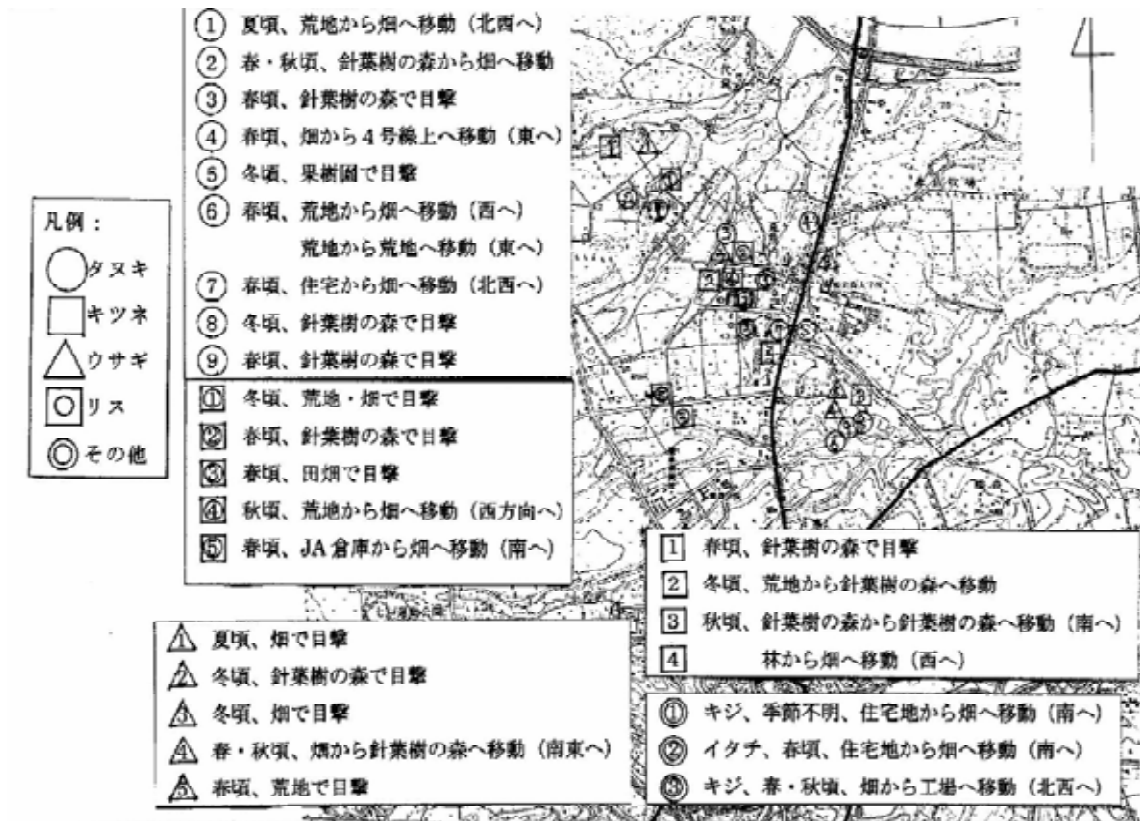 ① 夏頃、荒地から畑へ移動（北西へ）
② 春・秋頃、針葉樹の森から畑へ移動
③ 春頃、針葉樹の森で目撃
④ 春頃、畑から4号線上へ移動（東へ）
⑤ 冬頃、果樹園で目撃
⑥ 春頃、荒地から畑へ移動（西へ）
荒地から荒地へ移動（東へ）
⑦ 春頃、住宅から畑へ移動（北西へ）
⑧ 冬頃、針葉樹の森で目撃
⑨ 春頃、針葉樹の森で目撃
凡例：
タヌキ
キツネ
ウサギ
リス
その他
① 冬頃、荒地・畑で目撃
② 春頃、針葉樹の森で目撃
③ 春頃、田畑で目撃
④ 秋頃、荒地から畑へ移動（西方向へ）
⑤ 春頃、JA倉庫から畑へ移動（南へ）
1 春頃、針葉樹の森で目撃
2 冬頃、荒地から針葉樹の森へ移動
3 秋頃、針葉樹の森から針葉樹の森へ移動（南へ）
4 林から畑へ移動（西へ）
1 夏頃、畑で目撃
2 冬頃、針葉樹の森で目撃
3 冬頃、畑で目撃
4 春・秋頃、畑から針葉樹の森へ移動（南東へ）
5 春頃、荒地で目撃
① キジ、季節不明、住宅地から畑へ移動（南へ）
② イタチ、春頃、住宅地から畑へ移動（南へ）
③ キジ、春・秋頃、畑から工場へ移動（北西へ）